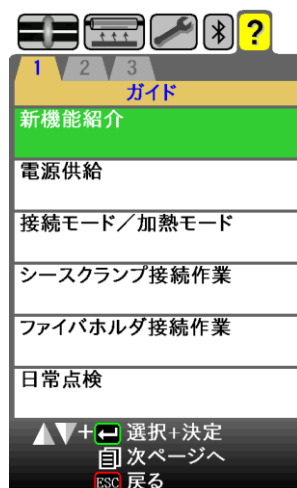 ?
1 2 3
ガイド
新機能紹介
電源供給
接続モード／加熱モード
シースクランプ接続作業
ファイバホルダ接続作業
日常点検
+ 選択+決定
次ページへ
ESC 戻る